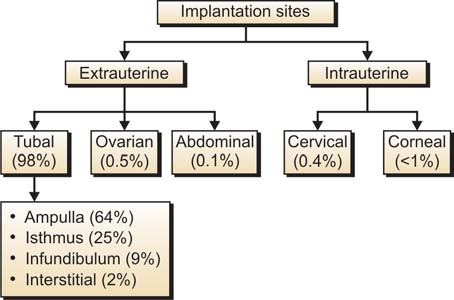 Implantation sites
Extrauterine
Intrauterine
Tubal
(98%)
Ovarian
(0.5%)
Abdominal
(0.1%)
Cervical
(0.4%)
Corneal
(<1%)
• Ampulla (64%)
• Isthmus (25%)
• Infundibulum (9%)
• Interstitial (2%)